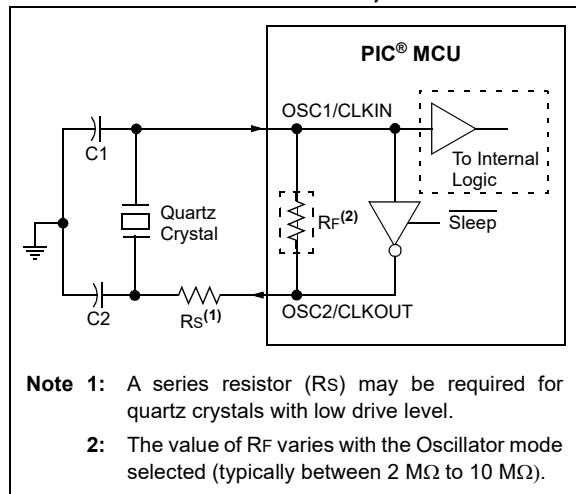 PIC® MCU
OSC1/CLKIN
C1
To Internal
Logic
Quartz
Crystal
RF(2)
Sleep
C2
RS(1)
OSC2/CLKOUT
Note 1: A series resistor (RS) may be required for
quartz crystals with low drive level.
2: The value of RF varies with the Oscillator mode
selected (typically between 2 MΩ to 10 MΩ).